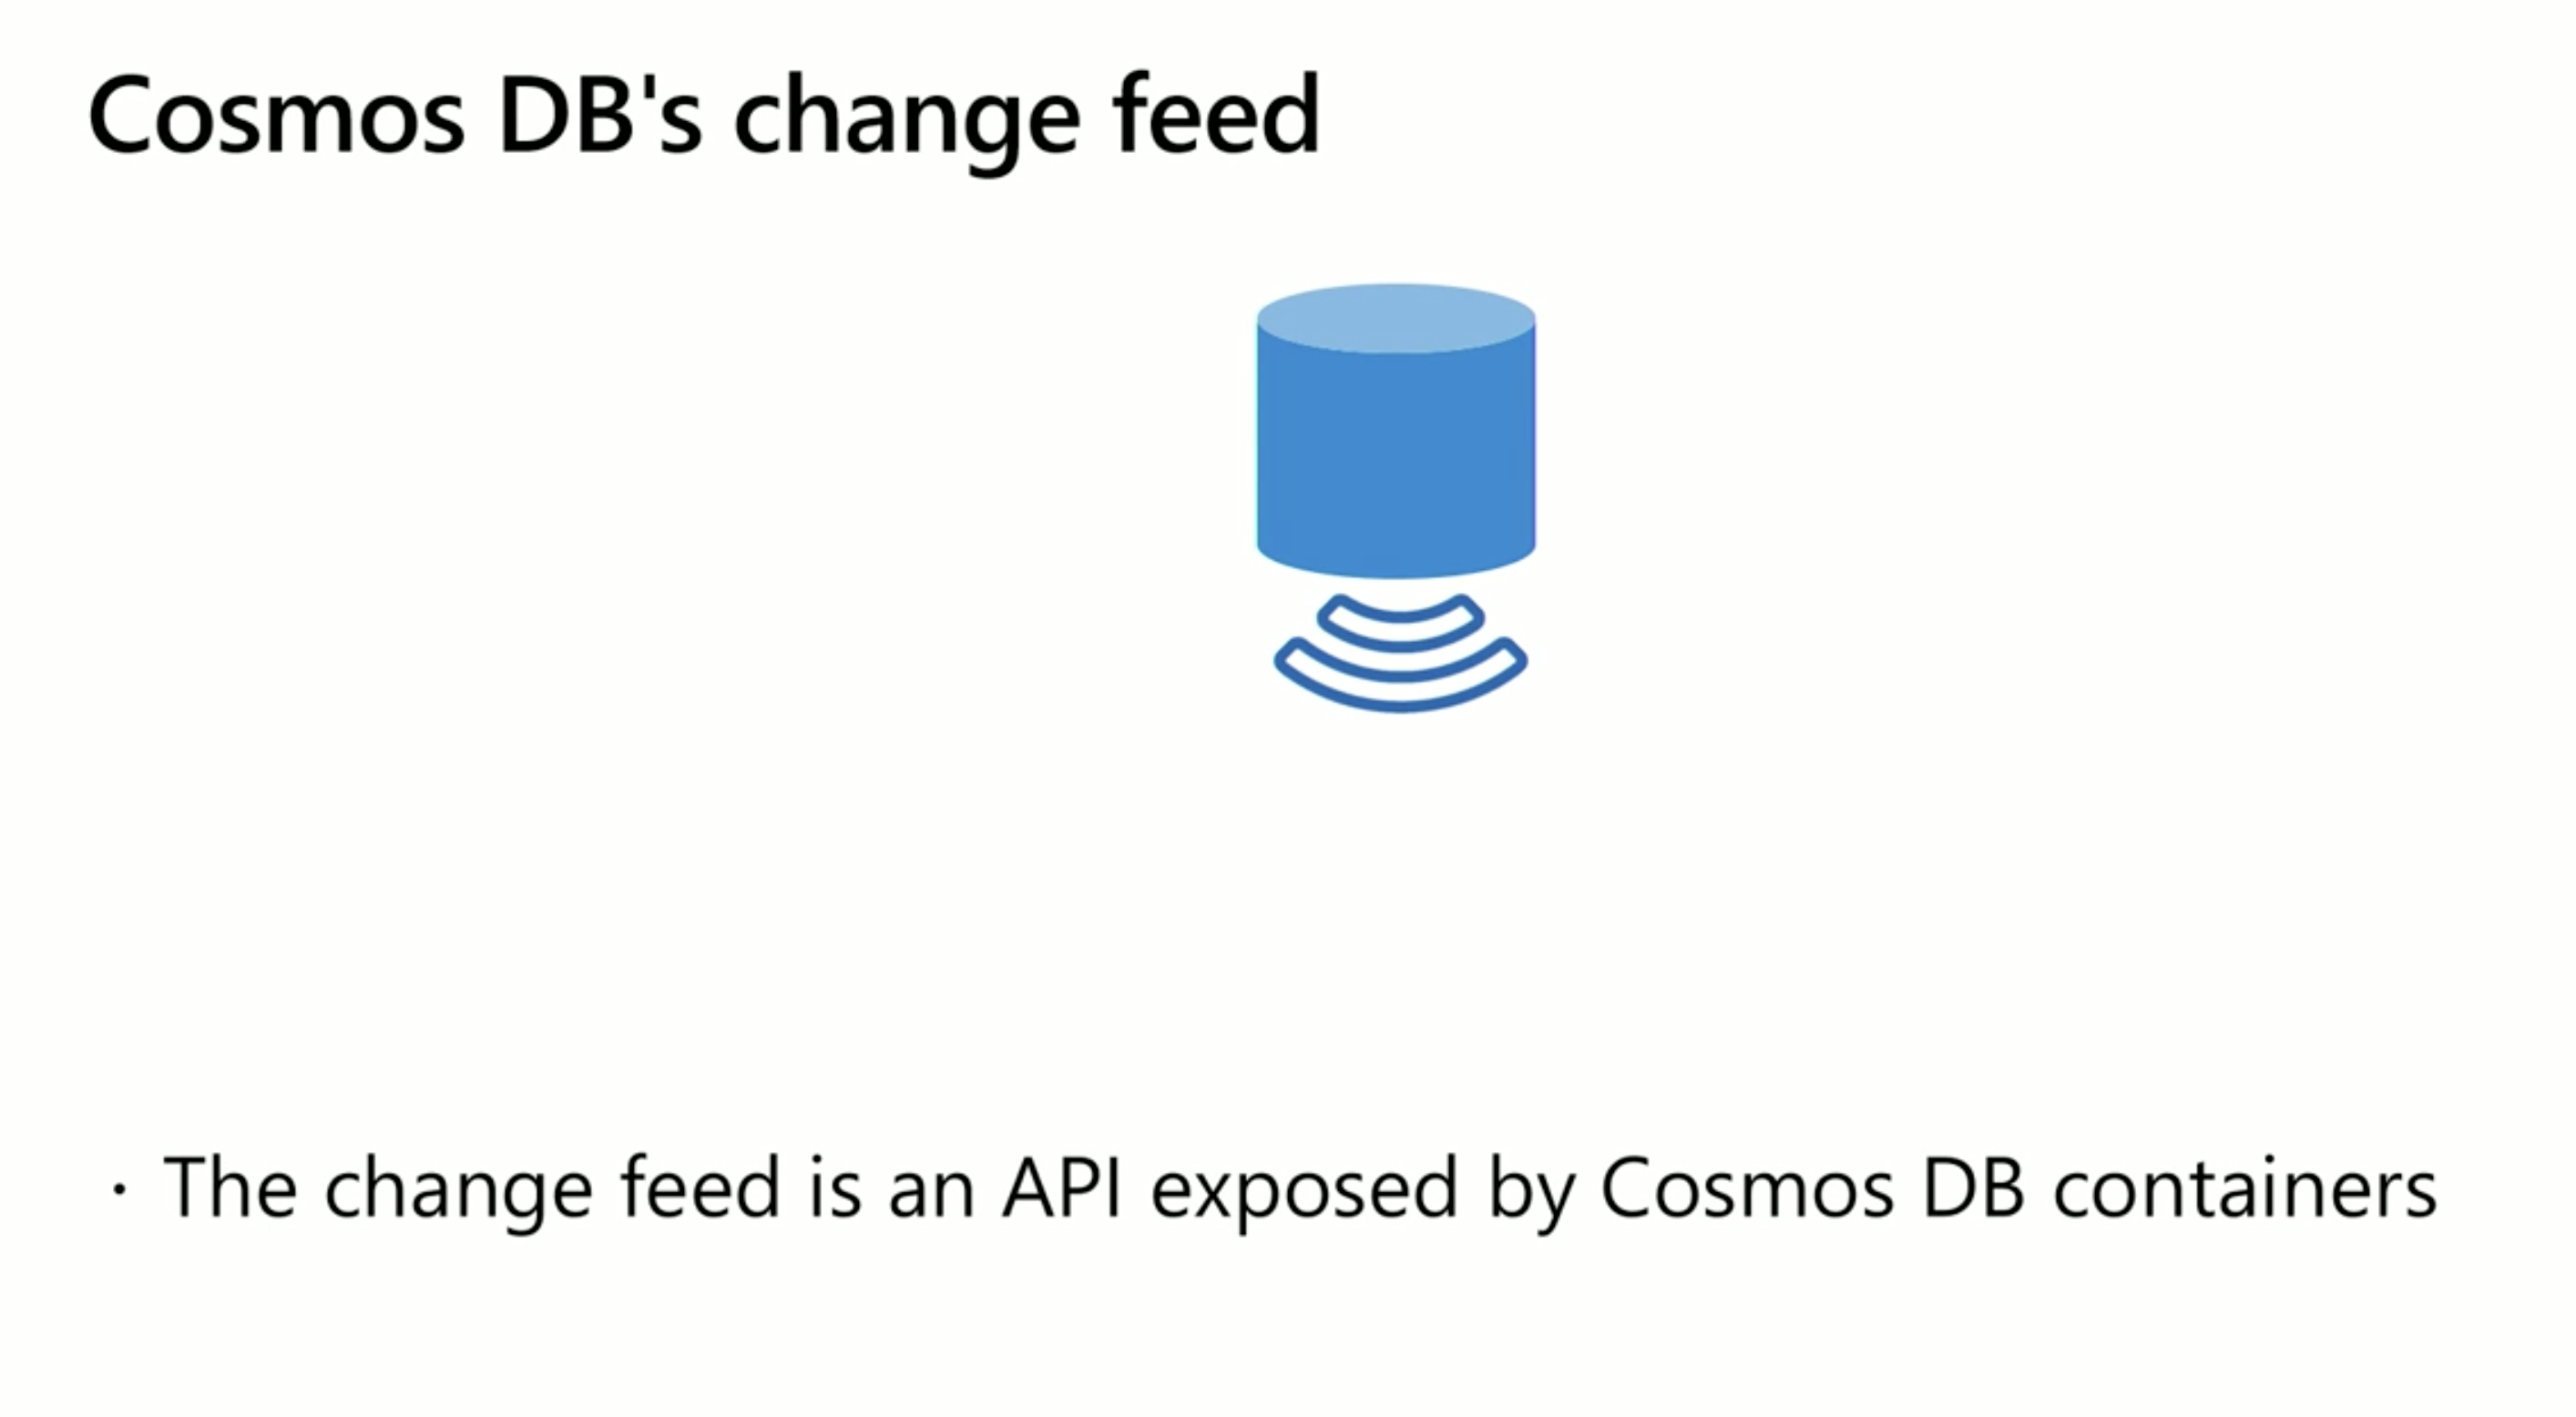 Cosmos DB's change feed
· The change feed is an API exposed by Cosmos DB containers